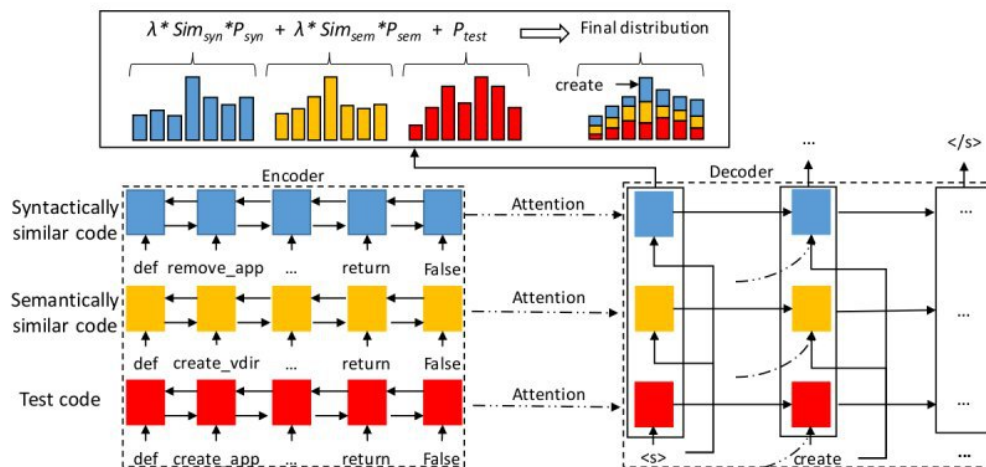 λ* Sim_syn*P_syn + λ* Sim_sem*P_sem + P_test Final distribution
create
... </s>
Encoder Decoder
Syntactically
similar code
Attention
...
def remove_app ... return False
Semantically
similar code
Attention
...
def create_vdir ... return False
Test code
Attention
...
def create_app ... return False
<s> create ...